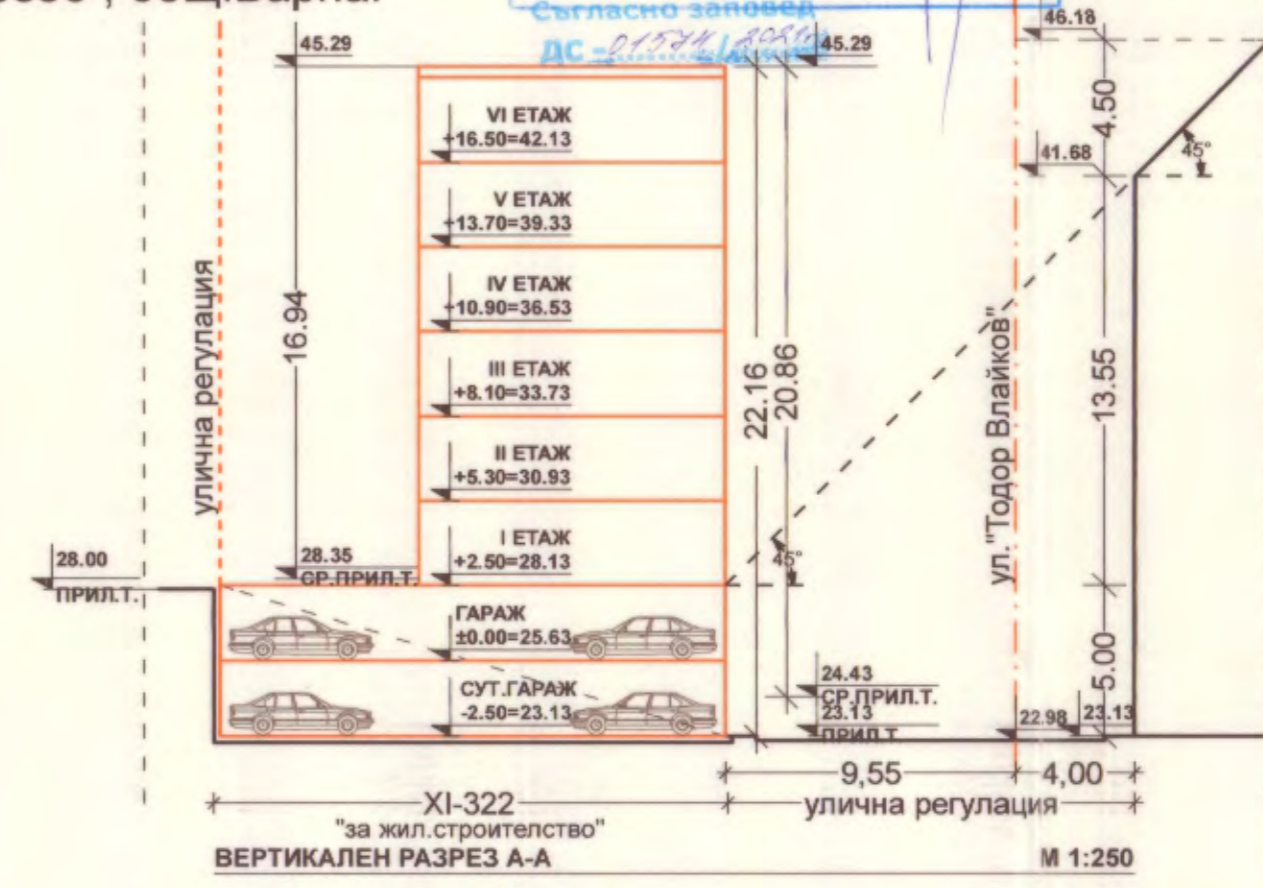 Съгласно заповед
ДС -
45.29
45.29
46.18
VI ЕТАЖ
+16.50=42.13
4.50
41.68
45°
V ЕТАЖ
+13.70=39.33
улична регулация
16.94
IV ЕТАЖ
+10.90=36.53
III ЕТАЖ
+8.10=33.73
22.16
20.86
ул."Тодор Влайков"
13.55
II ЕТАЖ
+5.30=30.93
I ЕТАЖ
+2.50=28.13
28.00
ПРИЛ.Т.
28.35
СР.ПРИЛ.Т.
45°
ГАРАЖ
±0.00=25.63
5.00
СУТ.ГАРАЖ
-2.50=23.13
24.43
СР.ПРИЛ.Т.
23.13
ПРИЛ.Т
22.98
23.13
9,55
4,00
XI-322
"за жил.строителство"
улична регулация
ВЕРТИКАЛЕН РАЗРЕЗ А-А
М 1:250